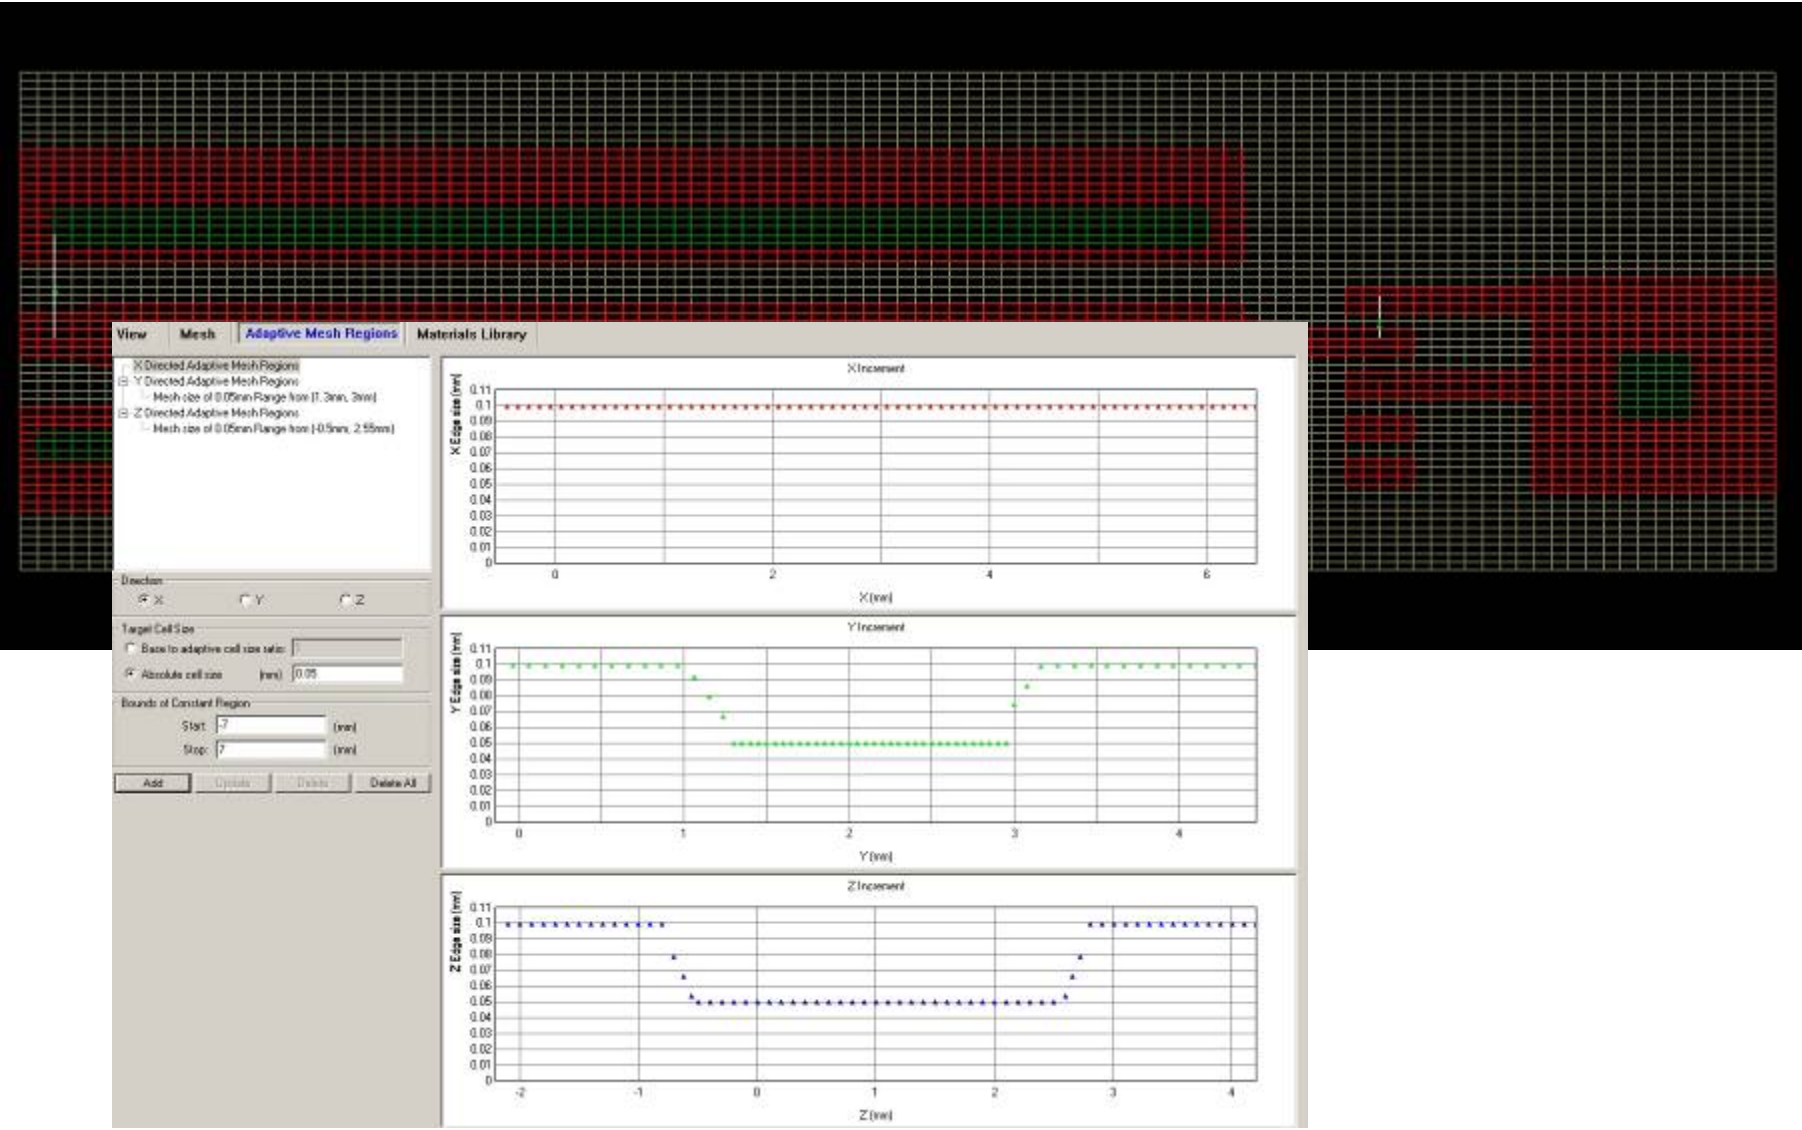 View Mesh Adaptive Mesh Regions Materials Library
X Directed Adaptive Mesh Regions
Y Directed Adaptive Mesh Regions
Mesh size of 0.05mm Range from (1.3mm, 3mm)
Z Directed Adaptive Mesh Regions
Mesh size of 0.05mm Range from (-0.5mm, 2.55mm)
Direction
X Y Z
Target Cell Size
Base to adaptive cell size ratio:
Absolute cell size (mm) 0.05
Bounds of Constant Region
Start: -7 (mm)
Stop: 7 (mm)
Add Update Delete Delete All
X Increment
X Edge size (mm)
0.11
0.1
0.09
0.08
0.07
0.06
0.05
0.04
0.03
0.02
0.01
0
0 2 4 6
X (mm)
Y Increment
Y Edge size (mm)
0.11
0.1
0.09
0.08
0.07
0.06
0.05
0.04
0.03
0.02
0.01
0
0 1 2 3 4
Y (mm)
Z Increment
Z Edge size (mm)
0.11
0.1
0.09
0.08
0.07
0.06
0.05
0.04
0.03
0.02
0.01
0
-2 -1 0 1 2 3 4
Z (mm)